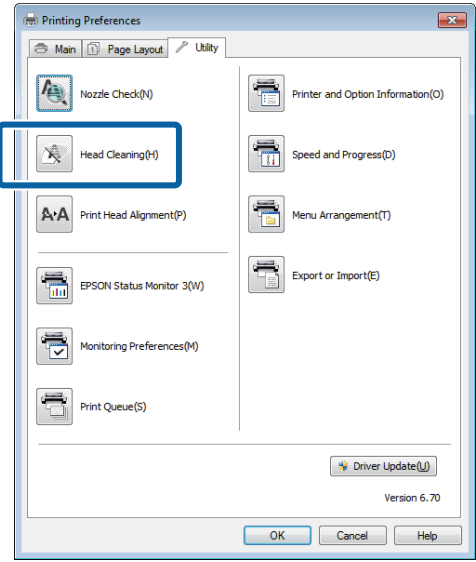 Printing Preferences
Main
Page Layout
Utility
Nozzle Check(N)
Printer and Option Information(O)
Head Cleaning(H)
Speed and Progress(D)
A A Print Head Alignment(P)
Menu Arrangement(T)
Export or Import(E)
EPSON Status Monitor 3(W)
Monitoring Preferences(M)
Print Queue(S)
Driver Update(U)
Version 6.70
OK Cancel Help